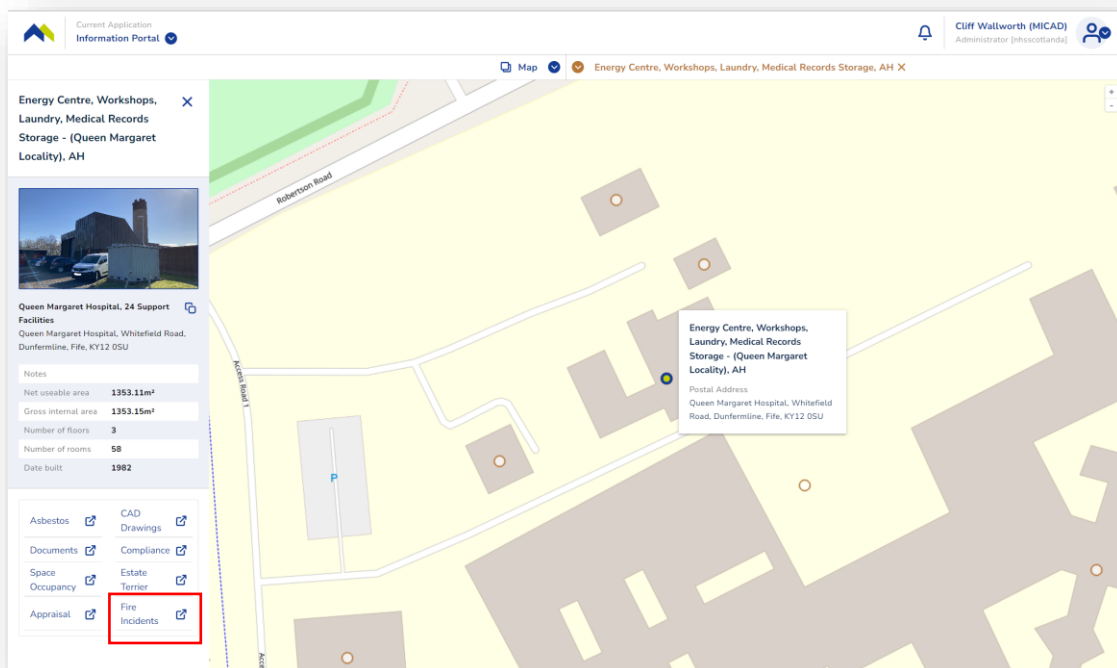 Current Application
Information Portal
Cliff Wallworth (MICAD)
Administrator [nhsscotlanda]
Map
Energy Centre, Workshops, Laundry, Medical Records Storage, AH
Energy Centre, Workshops,
Laundry, Medical Records
Storage - (Queen Margaret
Locality), AH
Queen Margaret Hospital, 24 Support
Facilities
Queen Margaret Hospital, Whitefield Road,
Dunfermline, Fife, KY12 0SU
Notes
Net useable area 1353.11m²
Gross internal area 1353.15m²
Number of floors 3
Number of rooms 58
Date built 1982
Asbestos
CAD
Drawings
Documents
Compliance
Space
Occupancy
Estate
Terrier
Appraisal
Fire
Incidents
Robertson Road
Access Road 1
P
Energy Centre, Workshops,
Laundry, Medical Records
Storage - (Queen Margaret
Locality), AH
Postal Address
Queen Margaret Hospital, Whitefield
Road, Dunfermline, Fife, KY12 0SU
+
-